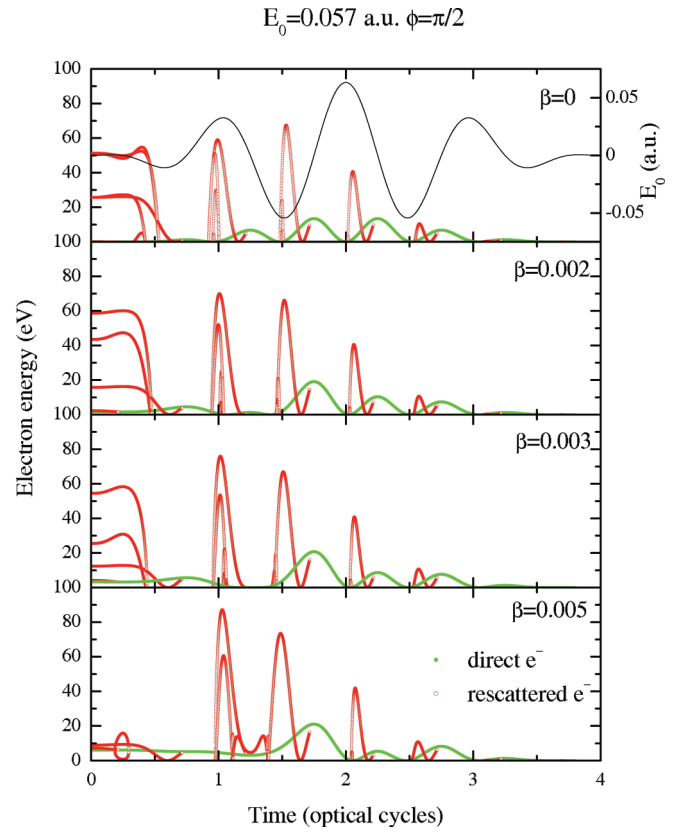 E₀=0.057 a.u. ϕ=π/2
100
80
60
40
20
β=0
0.05
0
-0.05
E₀ (a.u.)
100
80
60
40
20
β=0.002
100
80
60
40
20
β=0.003
100
80
60
40
20
0
β=0.005
direct e⁻
rescattered e⁻
Electron energy (eV)
0 1 2 3 4
Time (optical cycles)